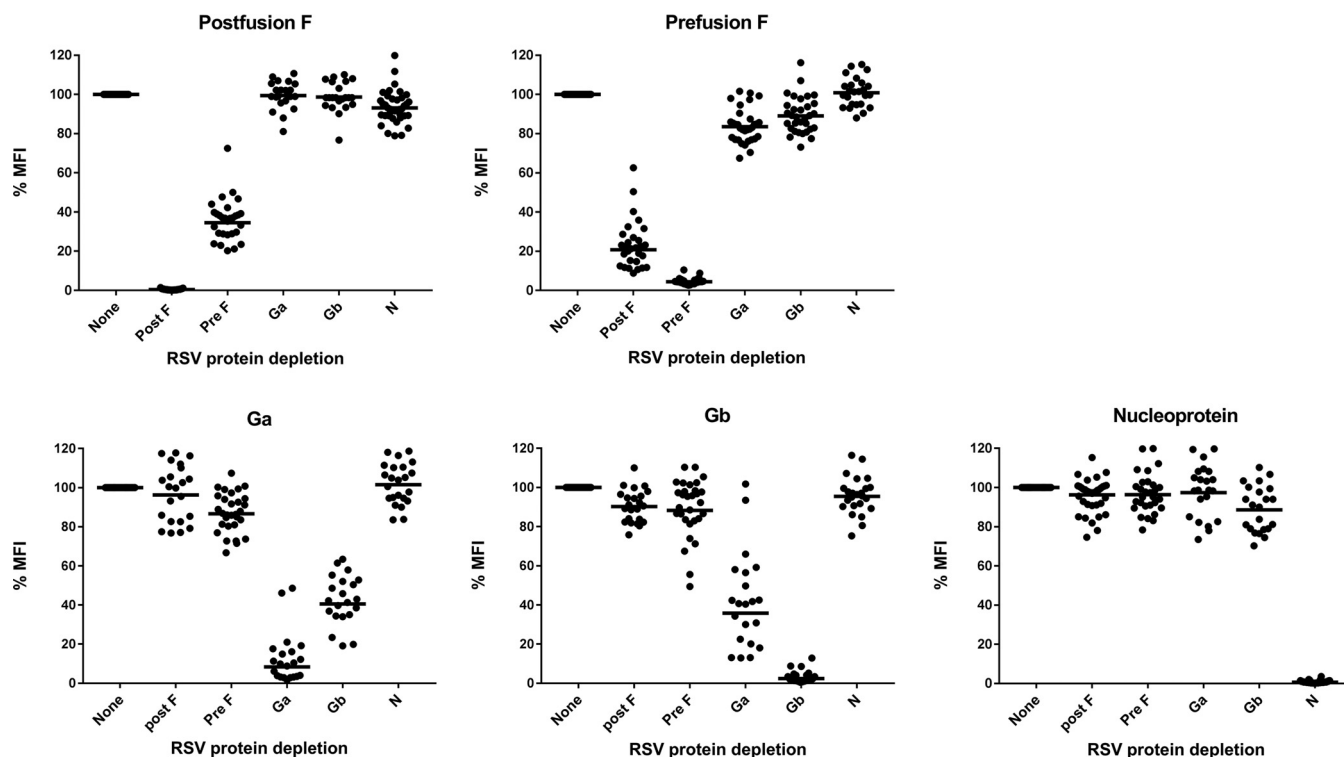 Postfusion F
% MFI
120
100
80
60
40
20
0
None
Post F
Pre F
Ga
Gb
N
RSV protein depletion
Prefusion F
% MFI
120
100
80
60
40
20
0
None
Post F
Pre F
Ga
Gb
N
RSV protein depletion
Ga
% MFI
120
100
80
60
40
20
0
None
post F
Pre F
Ga
Gb
N
RSV protein depletion
Gb
% MFI
120
100
80
60
40
20
0
None
post F
Pre F
Ga
Gb
N
RSV protein depletion
Nucleoprotein
% MFI
120
100
80
60
40
20
0
None
post F
Pre F
Ga
Gb
N
RSV protein depletion